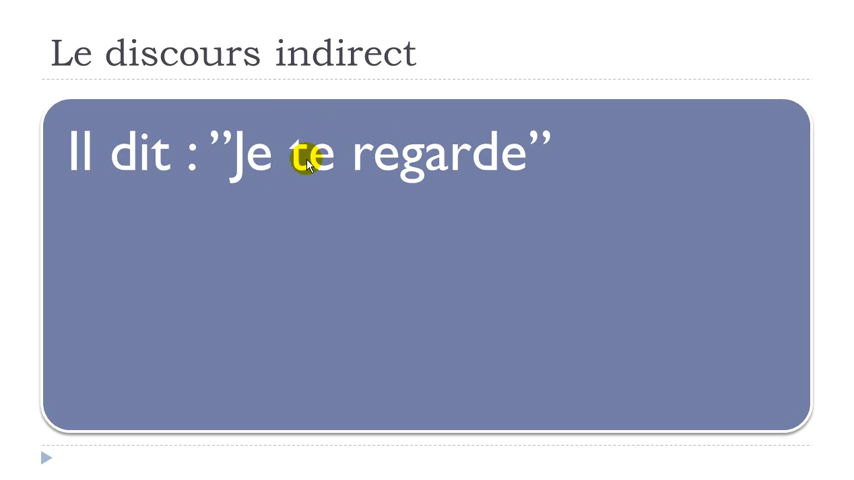 Le discours indirect
Il dit : ”Je te regarde”